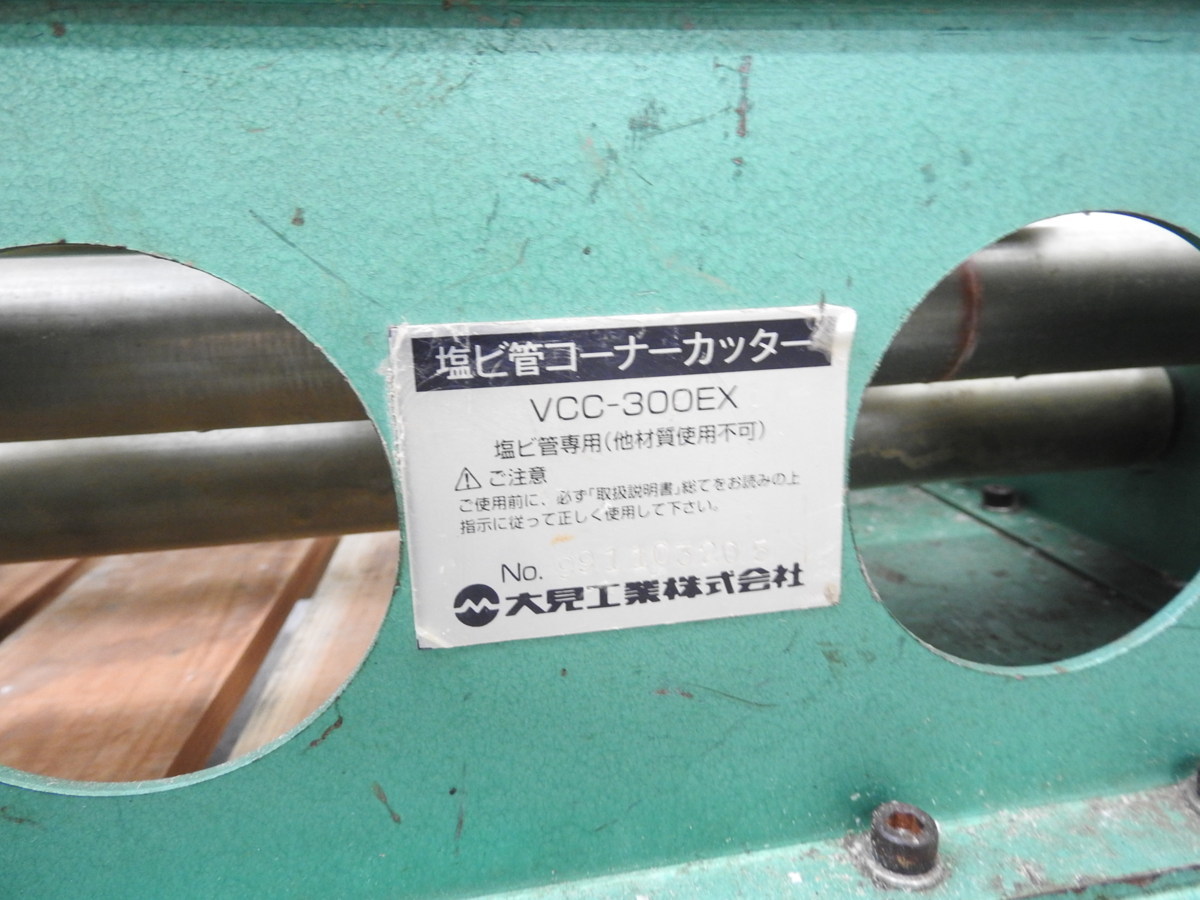 塩ビ管コーナーカッター
VCC-300EX
塩ビ管専用(他材質使用不可)
ご注意
ご使用前に、必ず「取扱説明書」総てをお読みの上
指示に従って正しく使用して下さい。
No.
大見工業株式会社